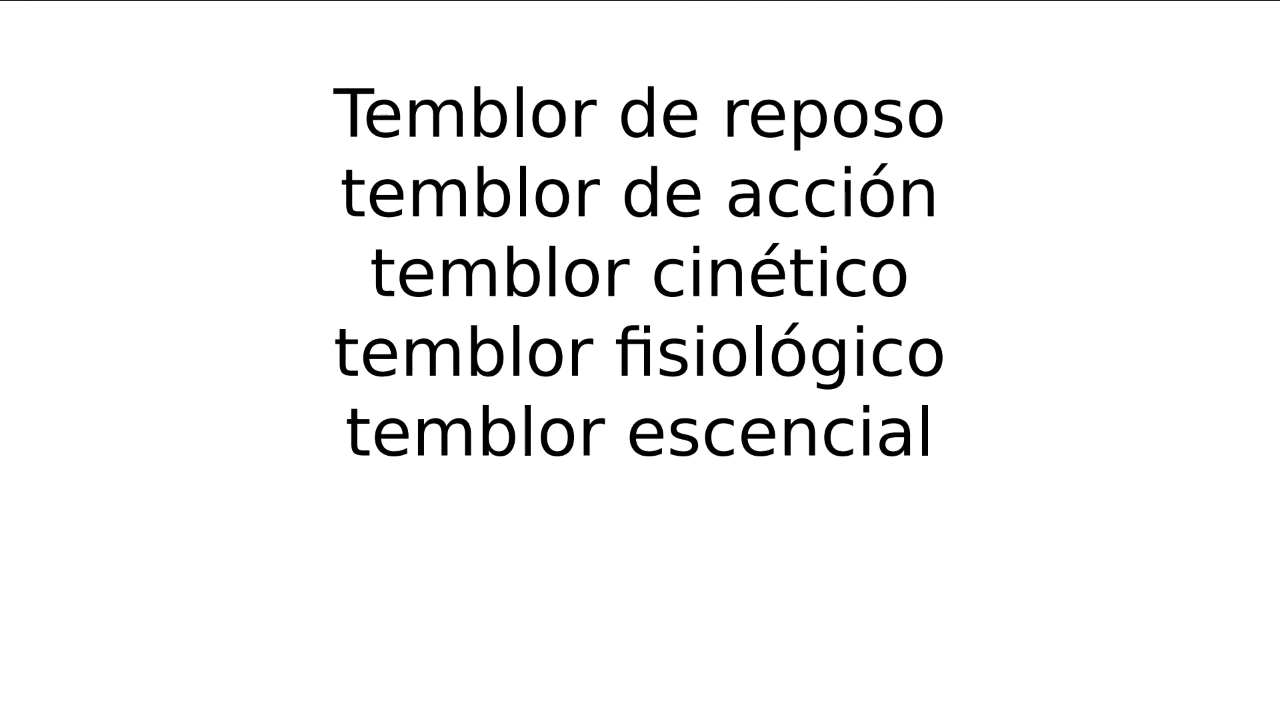 Temblor de reposo
temblor de acción
temblor cinético
temblor fisiológico
temblor escencial